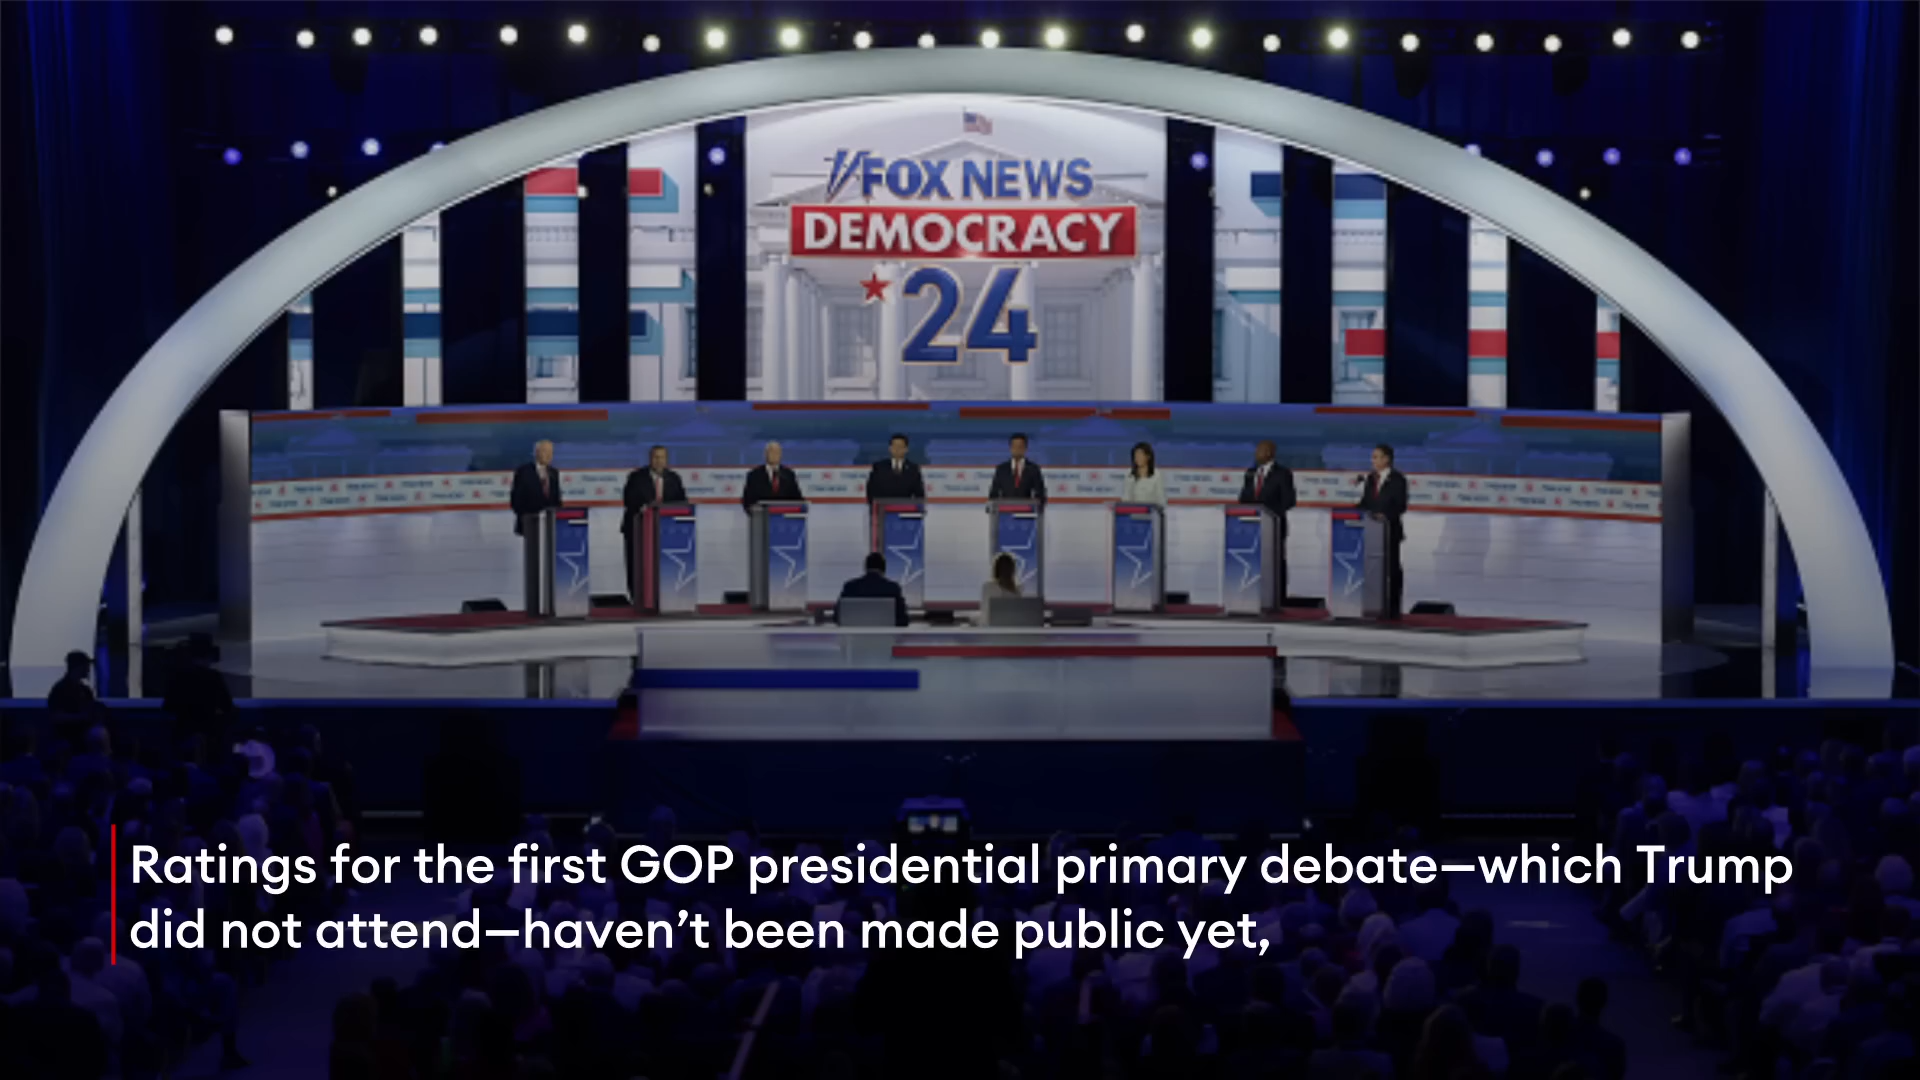 FOX NEWS
DEMOCRACY
24
Ratings for the first GOP presidential primary debate—which Trump
did not attend—haven’t been made public yet,